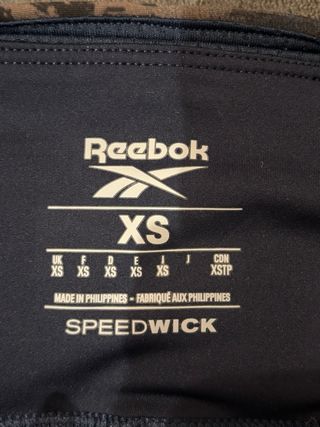 Reebok
XS
UK F D E I J CDN
XS XS XS XS XS XSTP
MADE IN PHILIPPINES - FABRIQUÉ AUX PHILIPPINES
SPEEDWICK